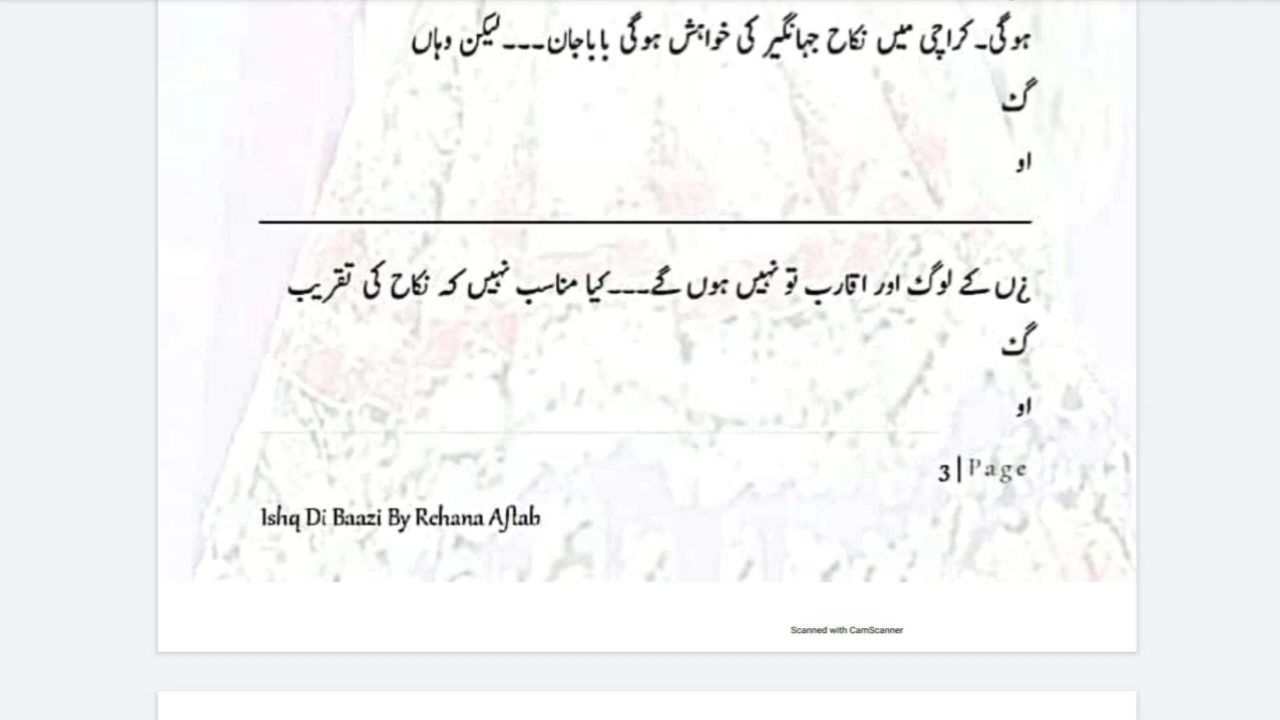 ہوگی۔ کراچی میں نکاح جہانگیر کی خواہش ہوگی باباجان۔۔۔لیکن وہاں
گ
او
ں کے لوگ اور اقارب تو نہیں ہوں گے۔۔۔کیا مناسب نہیں کہ نکاح کی تقریب
گ
او
3|Page
Ishq Di Baazi By Rehana Aftab
Scanned with CamScanner